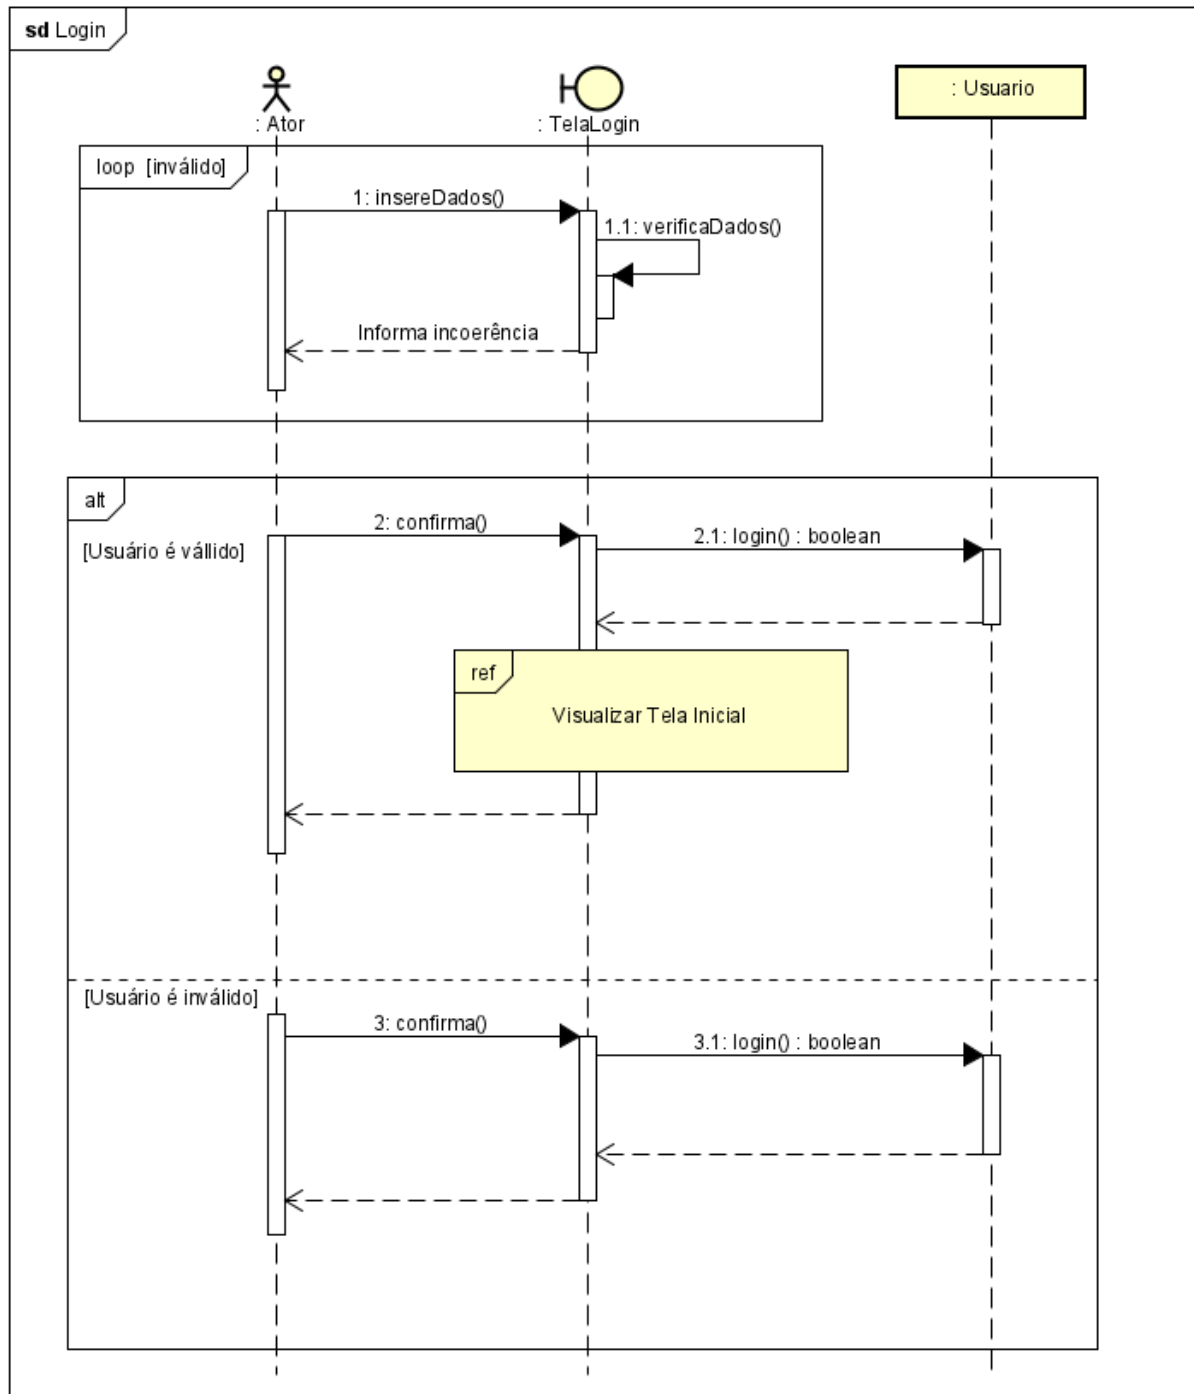 sd Login
: Ator
: TelaLogin
: Usuario
loop [inválido]
1: insereDados()
1.1: verificaDados()
Informa incoerência
alt
[Usuário é vállido]
2: confirma()
2.1: login() : boolean
ref
Visualizar Tela Inicial
[Usuário é inválido]
3: confirma()
3.1: login() : boolean